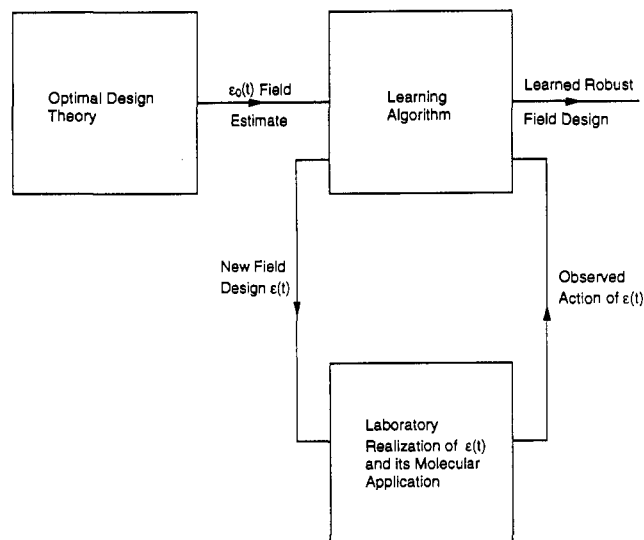 Optimal Design
Theory
ε₀(t) Field
Estimate
Learning
Algorithm
Learned Robust
Field Design
New Field
Design ε(t)
Observed
Action of ε(t)
Laboratory
Realization of ε(t)
and its Molecular
Application